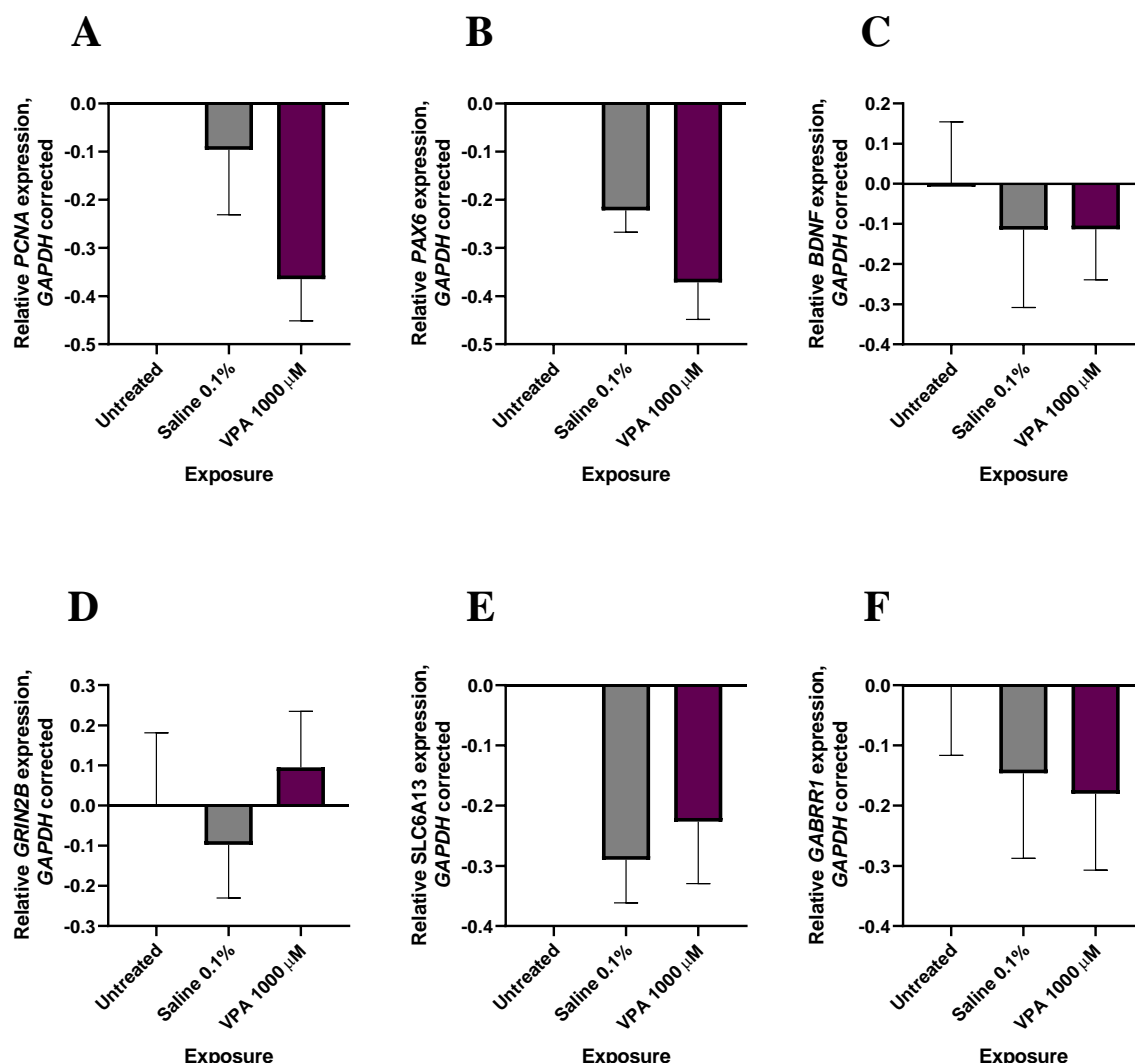 A
Relative PCNA expression,
GAPDH corrected
0.0
-0.1
-0.2
-0.3
-0.4
-0.5
Untreated
Saline 0.1%
VPA 1000 µM
Exposure
B
Relative PAX6 expression,
GAPDH corrected
0.0
-0.1
-0.2
-0.3
-0.4
-0.5
Untreated
Saline 0.1%
VPA 1000 µM
Exposure
C
Relative BDNF expression,
GAPDH corrected
0.2
0.1
0.0
-0.1
-0.2
-0.3
-0.4
Untreated
Saline 0.1%
VPA 1000 µM
Exposure
D
Relative GRIN2B expression,
GAPDH corrected
0.3
0.2
0.1
0.0
-0.1
-0.2
-0.3
Untreated
Saline 0.1%
VPA 1000 µM
Exposure
E
Relative SLC6A13 expression,
GAPDH corrected
0.0
-0.1
-0.2
-0.3
-0.4
Untreated
Saline 0.1%
VPA 1000 µM
Exposure
F
Relative GABRR1 expression,
GAPDH corrected
0.0
-0.1
-0.2
-0.3
-0.4
Untreated
Saline 0.1%
VPA 1000 µM
Exposure